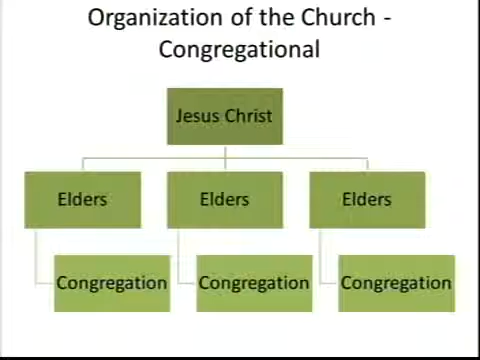 Organization of the Church -
Congregational
Jesus Christ
Elders
Elders
Elders
Congregation
Congregation
Congregation